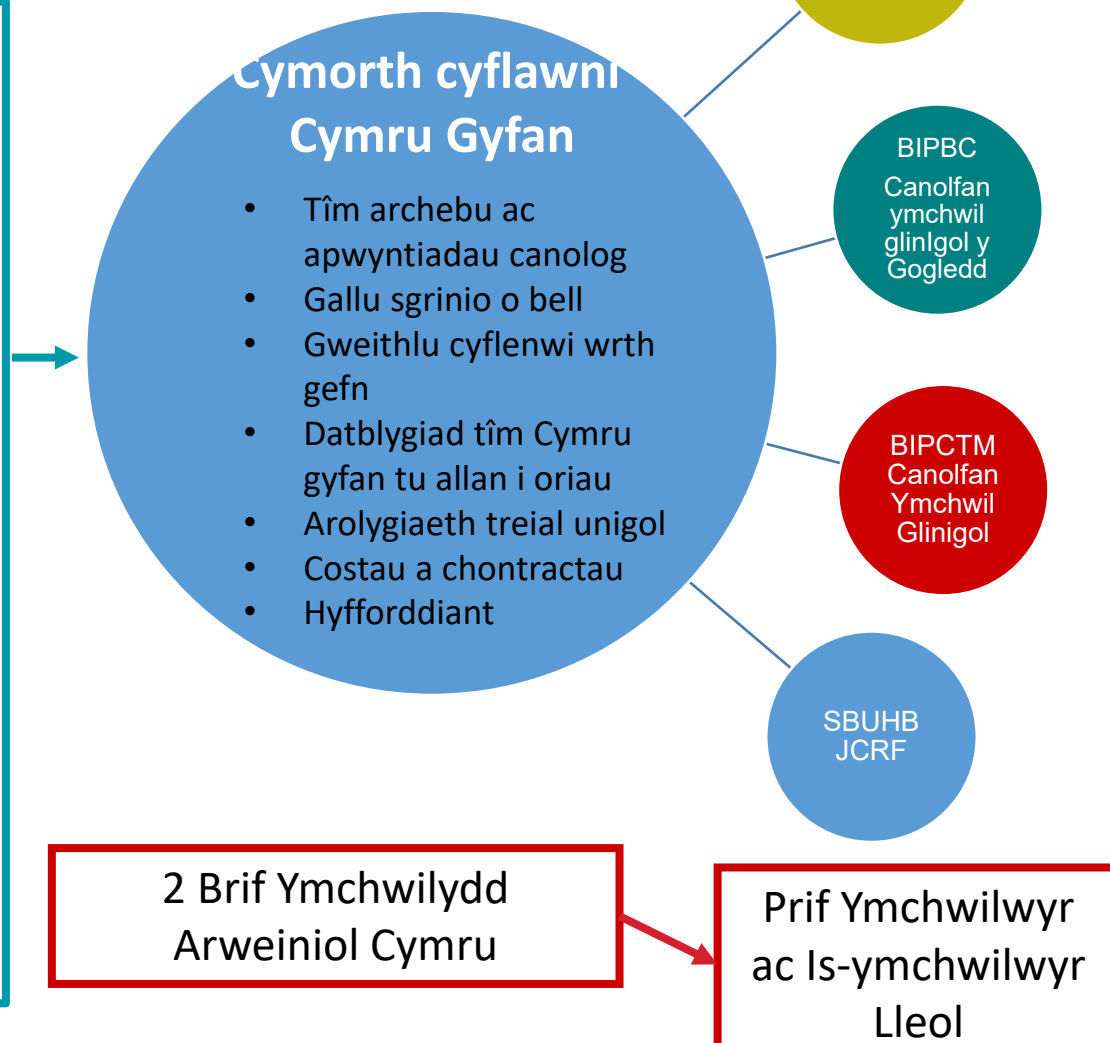 Cymorth cyflawni
Cymru Gyfan
• Tîm archebu ac
apwyntiadau canolog
• Gallu sgrinio o bell
• Gweithlu cyflenwi wrth
gefn
• Datblygiad tîm Cymru
gyfan tu allan i oriau
• Arolygiaeth treial unigol
• Costau a chontractau
• Hyfforddiant
BIPBC
Canolfan
ymchwil
glinIgol y
Gogledd
BIPCTM
Canolfan
Ymchwil
Glinigol
SBUHB
JCRF
2 Brif Ymchwilydd
Arweiniol Cymru
Prif Ymchwilwyr
ac Is-ymchwilwyr
Lleol